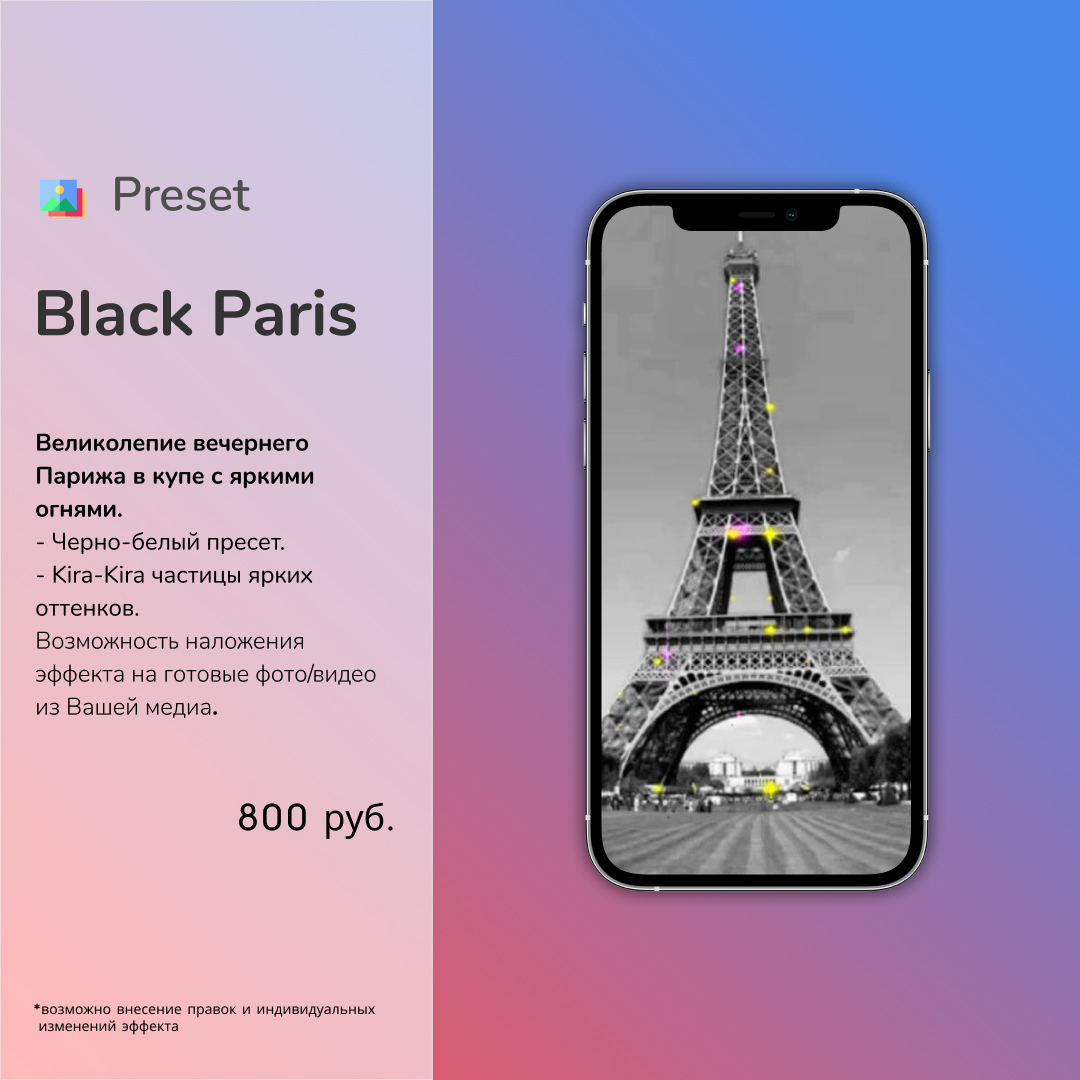 Preset
Black Paris
Великолепие вечернего
Парижа в купе с яркими
огнями.
- Черно-белый пресет.
- Kira-Kira частицы ярких
оттенков.
Возможность наложения
эффекта на готовые фото/видео
из Вашей медиа.
800 руб.
*возможно внесение правок и индивидуальных
изменений эффекта